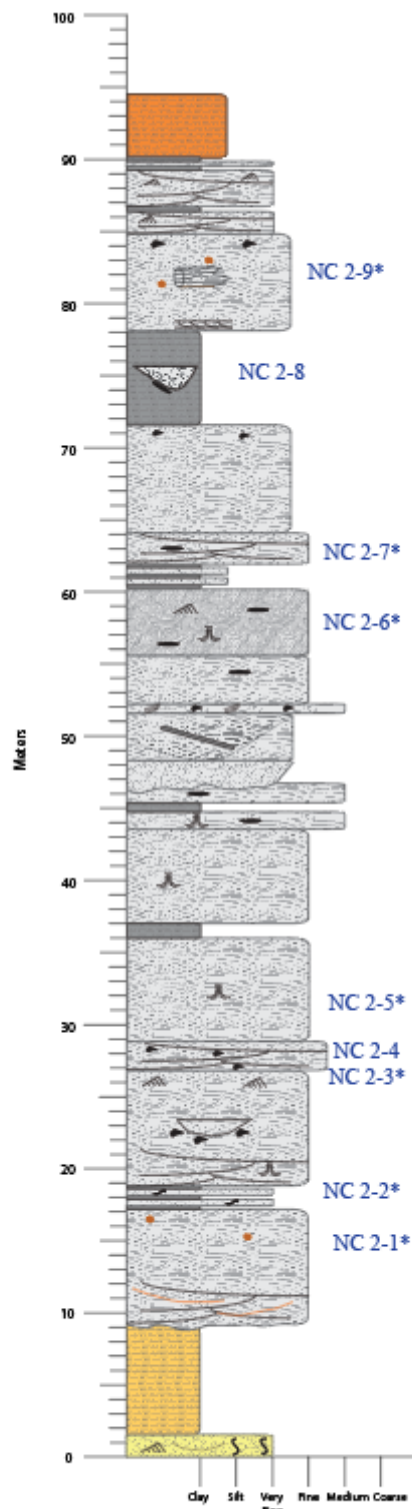 100
90
NC 2-9*
80
NC 2-8
70
NC 2-7*
60
NC 2-6*
Meters
50
40
NC 2-5*
30
NC 2-4
NC 2-3*
20
NC 2-2*
NC 2-1*
10
0
Clay Silt Very Fine Medium Coarse